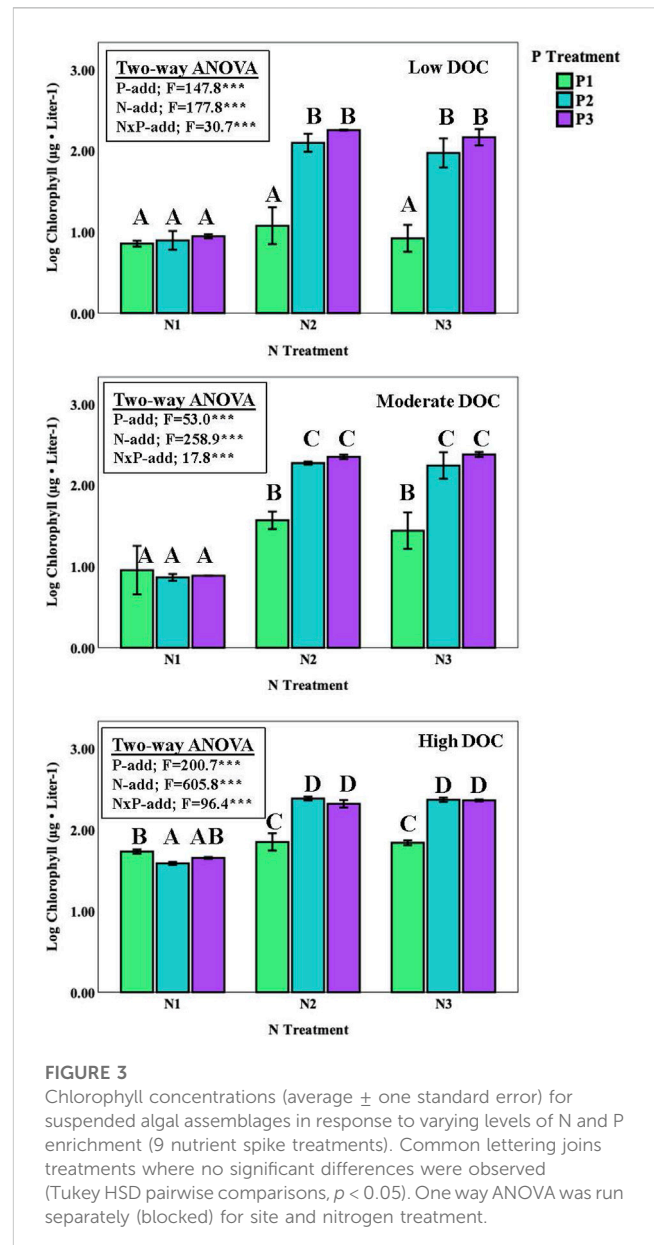 Two-way ANOVA
P-add; F=147.8***
N-add; F=177.8***
NxP-add; F=30.7***
Low DOC
P Treatment
P1
P2
P3
Log Chlorophyll (µg • Liter-1)
3.00
2.00
1.00
0.00
A A A
A B B
A B B
N1 N2 N3
N Treatment
Two-way ANOVA
P-add; F=53.0***
N-add; F=258.9***
NxP-add; 17.8***
Moderate DOC
Log Chlorophyll (µg • Liter-1)
3.00
2.00
1.00
0.00
A A A
B C C
B C C
N1 N2 N3
N Treatment
Two-way ANOVA
P-add; F=200.7***
N-add; F=605.8***
NxP-add; F=96.4***
High DOC
Log Chlorophyll (µg • Liter-1)
3.00
2.00
1.00
0.00
B A AB
C D D
C D D
N1 N2 N3
N Treatment
FIGURE 3
Chlorophyll concentrations (average ± one standard error) for
suspended algal assemblages in response to varying levels of N and P
enrichment (9 nutrient spike treatments). Common lettering joins
treatments where no significant differences were observed
(Tukey HSD pairwise comparisons, p < 0.05). One way ANOVA was run
separately (blocked) for site and nitrogen treatment.